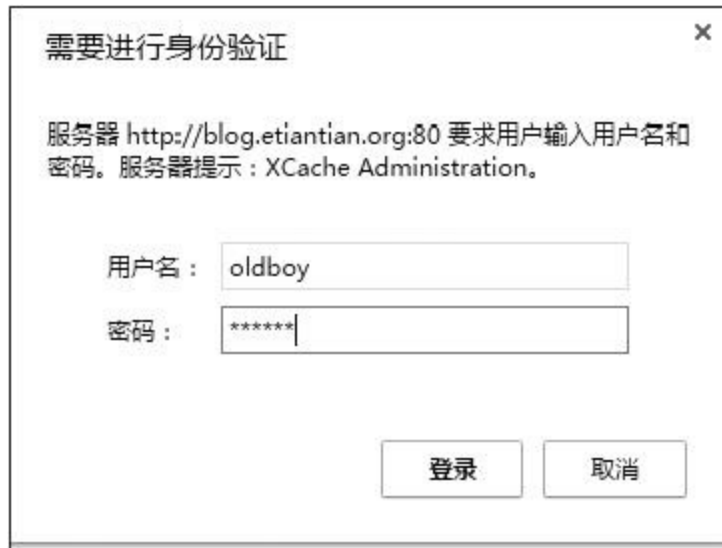 需要进行身份验证
服务器 http://blog.etiantian.org:80 要求用户输入用户名和
密码。服务器提示：XCache Administration。
用户名： oldboy
密码： ******
登录 取消